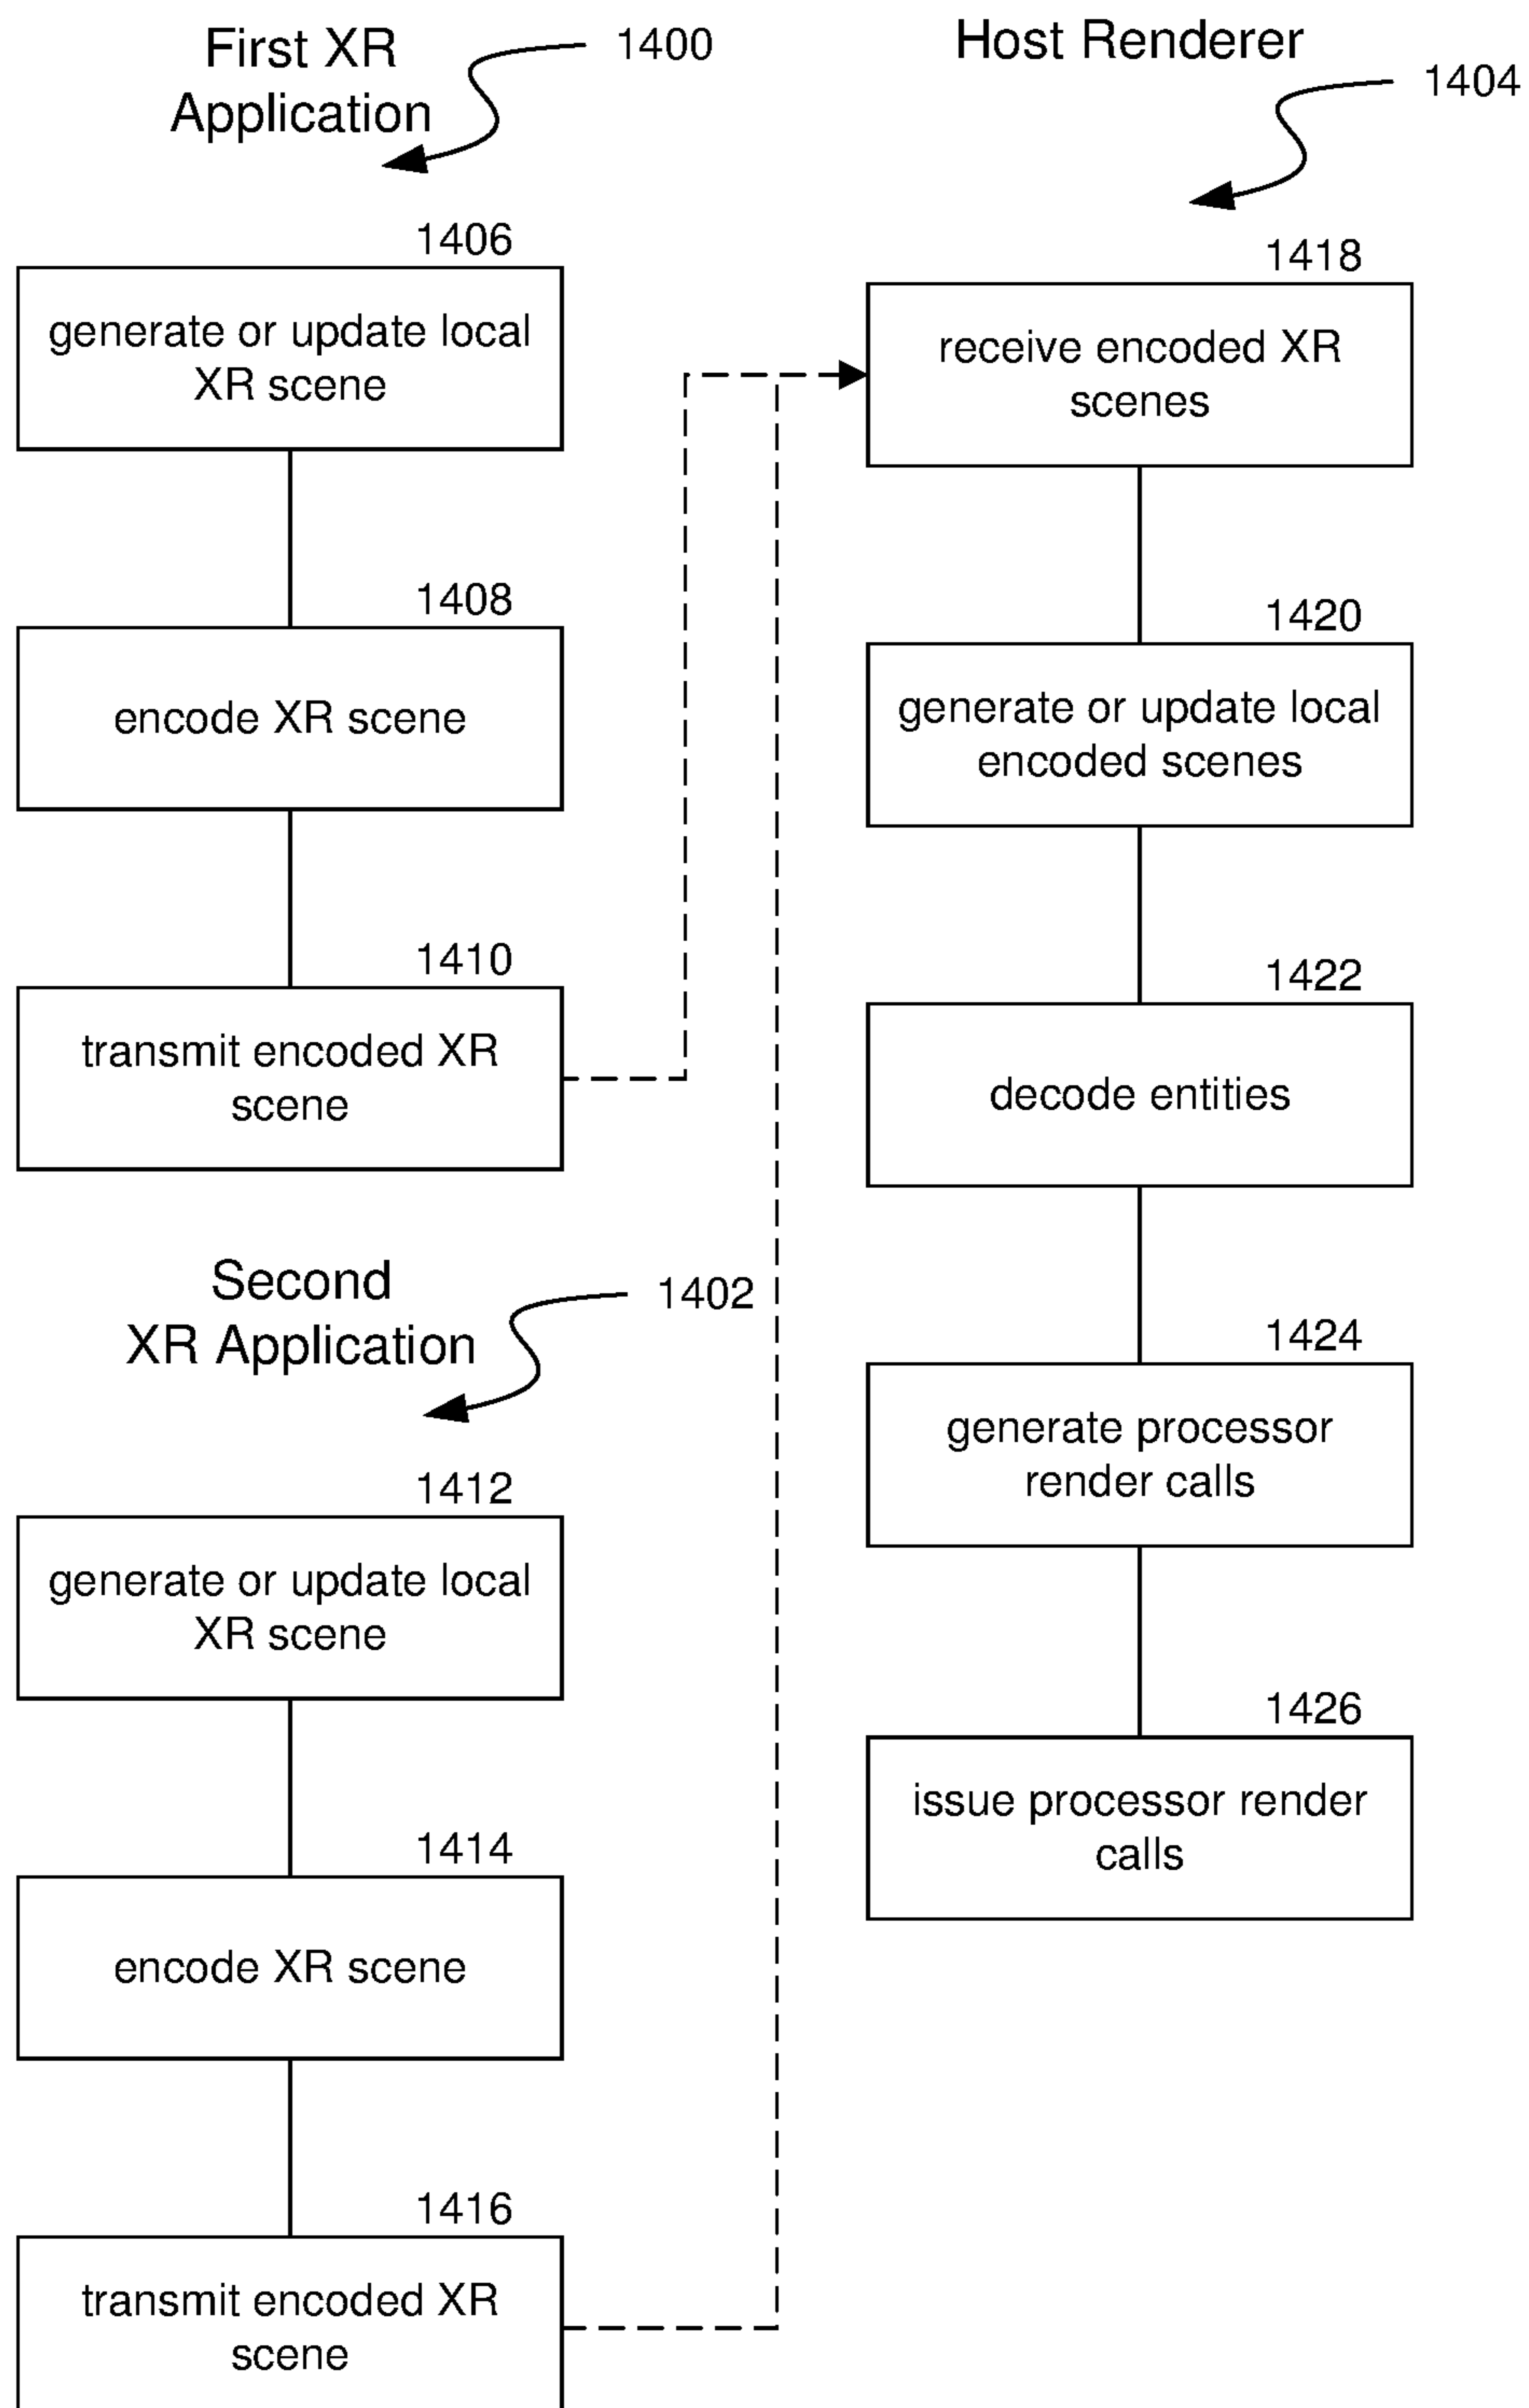 First XR
Application
1400
1406
generate or update local
XR scene
1408
encode XR scene
1410
transmit encoded XR
scene
Second
XR Application
1402
1412
generate or update local
XR scene
1414
encode XR scene
1416
transmit encoded XR
scene
Host Renderer
1404
1418
receive encoded XR
scenes
1420
generate or update local
encoded scenes
1422
decode entities
1424
generate processor
render calls
1426
issue processor render
calls